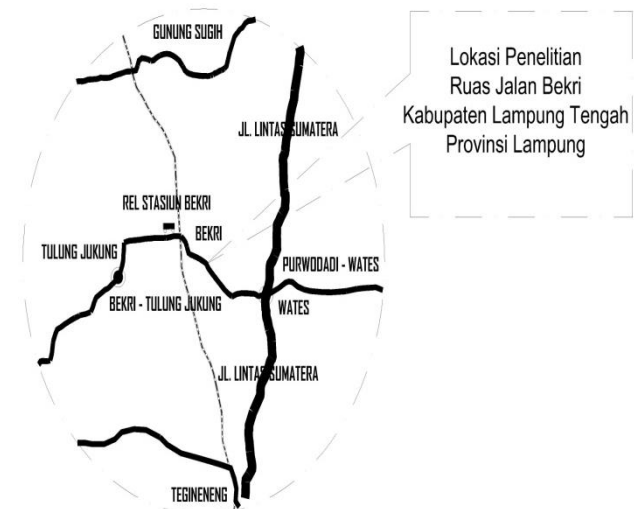 GUNUNG SUGIH
Lokasi Penelitian
Ruas Jalan Bekri
Kabupaten Lampung Tengah
Provinsi Lampung
JL. LINTAS SUMATERA
REL STASIUN BEKRI
BEKRI
TULUNG JUKUNG
PURWODADI - WATES
BEKRI - TULUNG JUKUNG
WATES
JL. LINTAS SUMATERA
TEGINENENG